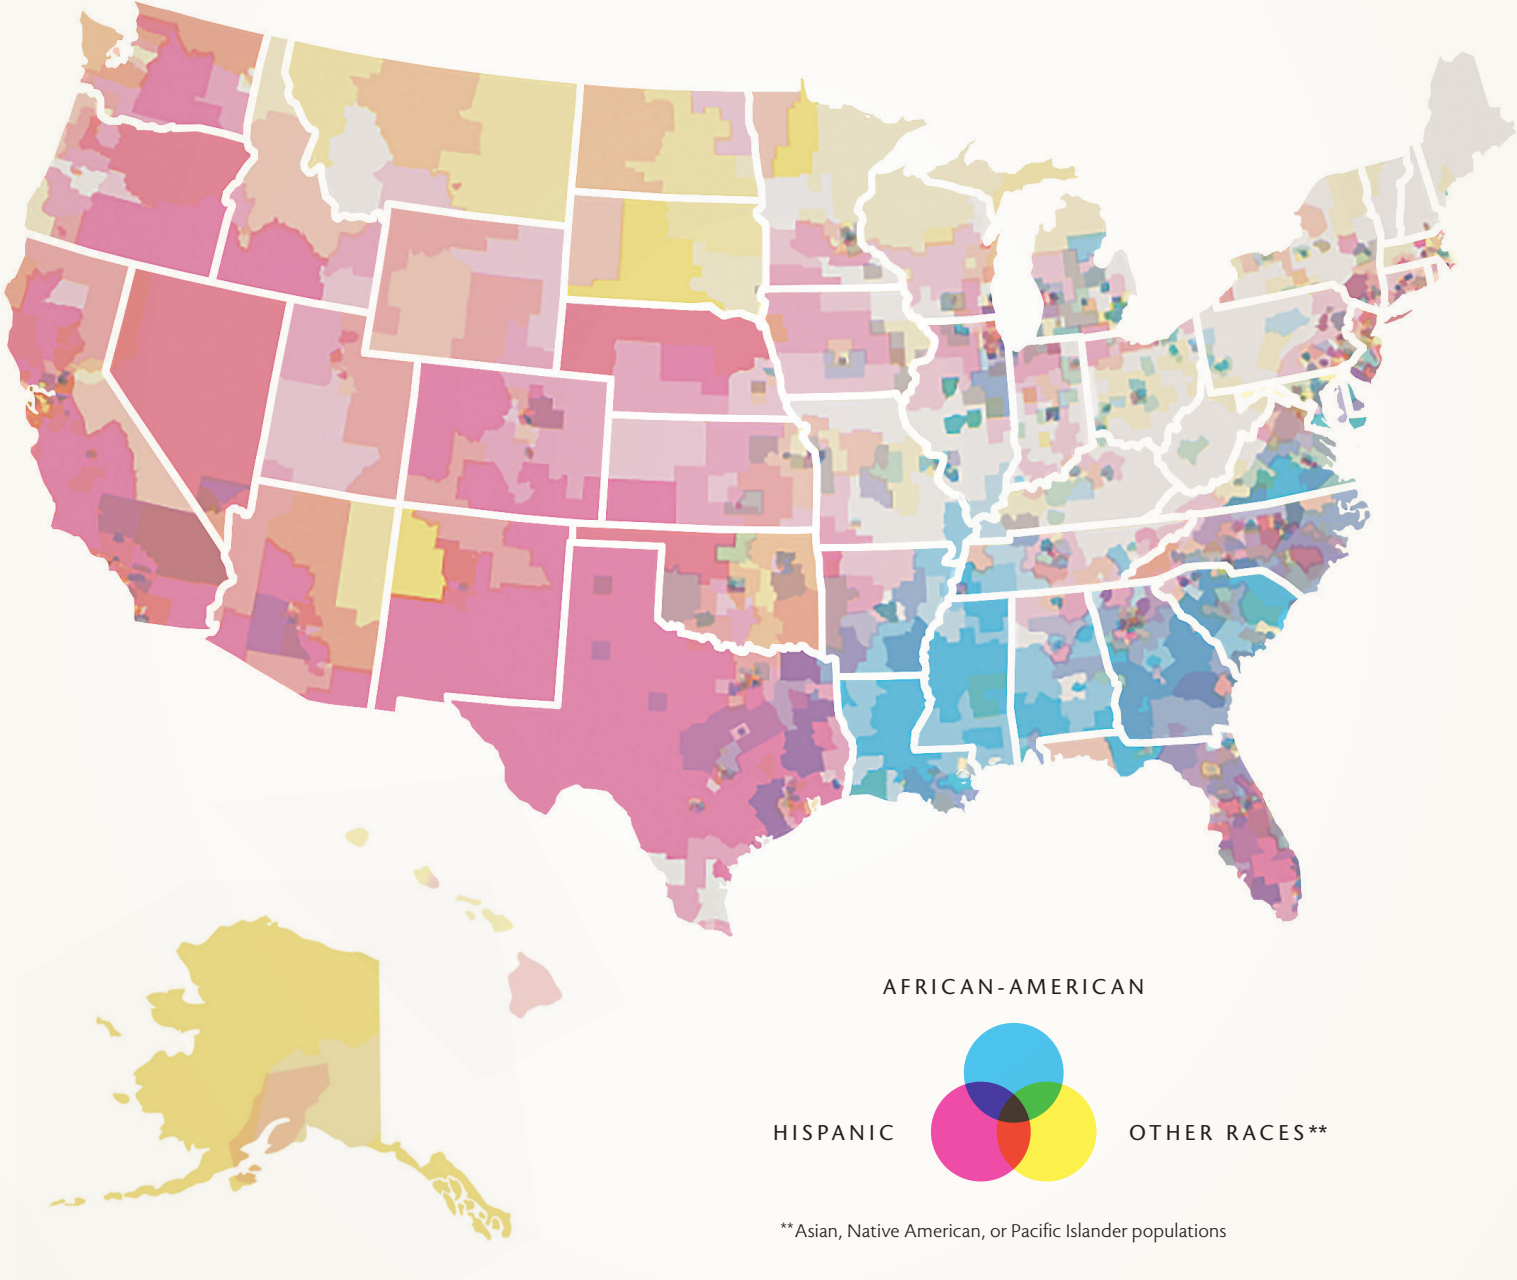 AFRICAN-AMERICAN
HISPANIC
OTHER RACES**
**Asian, Native American, or Pacific Islander populations